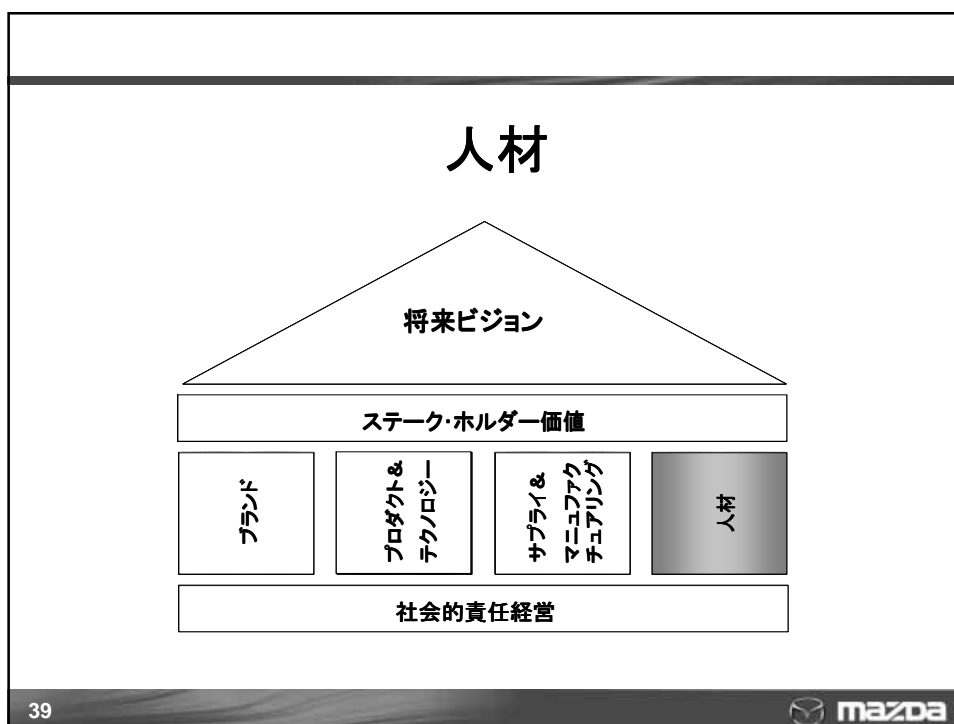 人材
将来ビジョン
ステーク・ホルダー価値
ブランド
プロダクト&
テクノロジー
サプライ&
マニュファク
チュアリング
人材
社会的責任経営
39
mazda